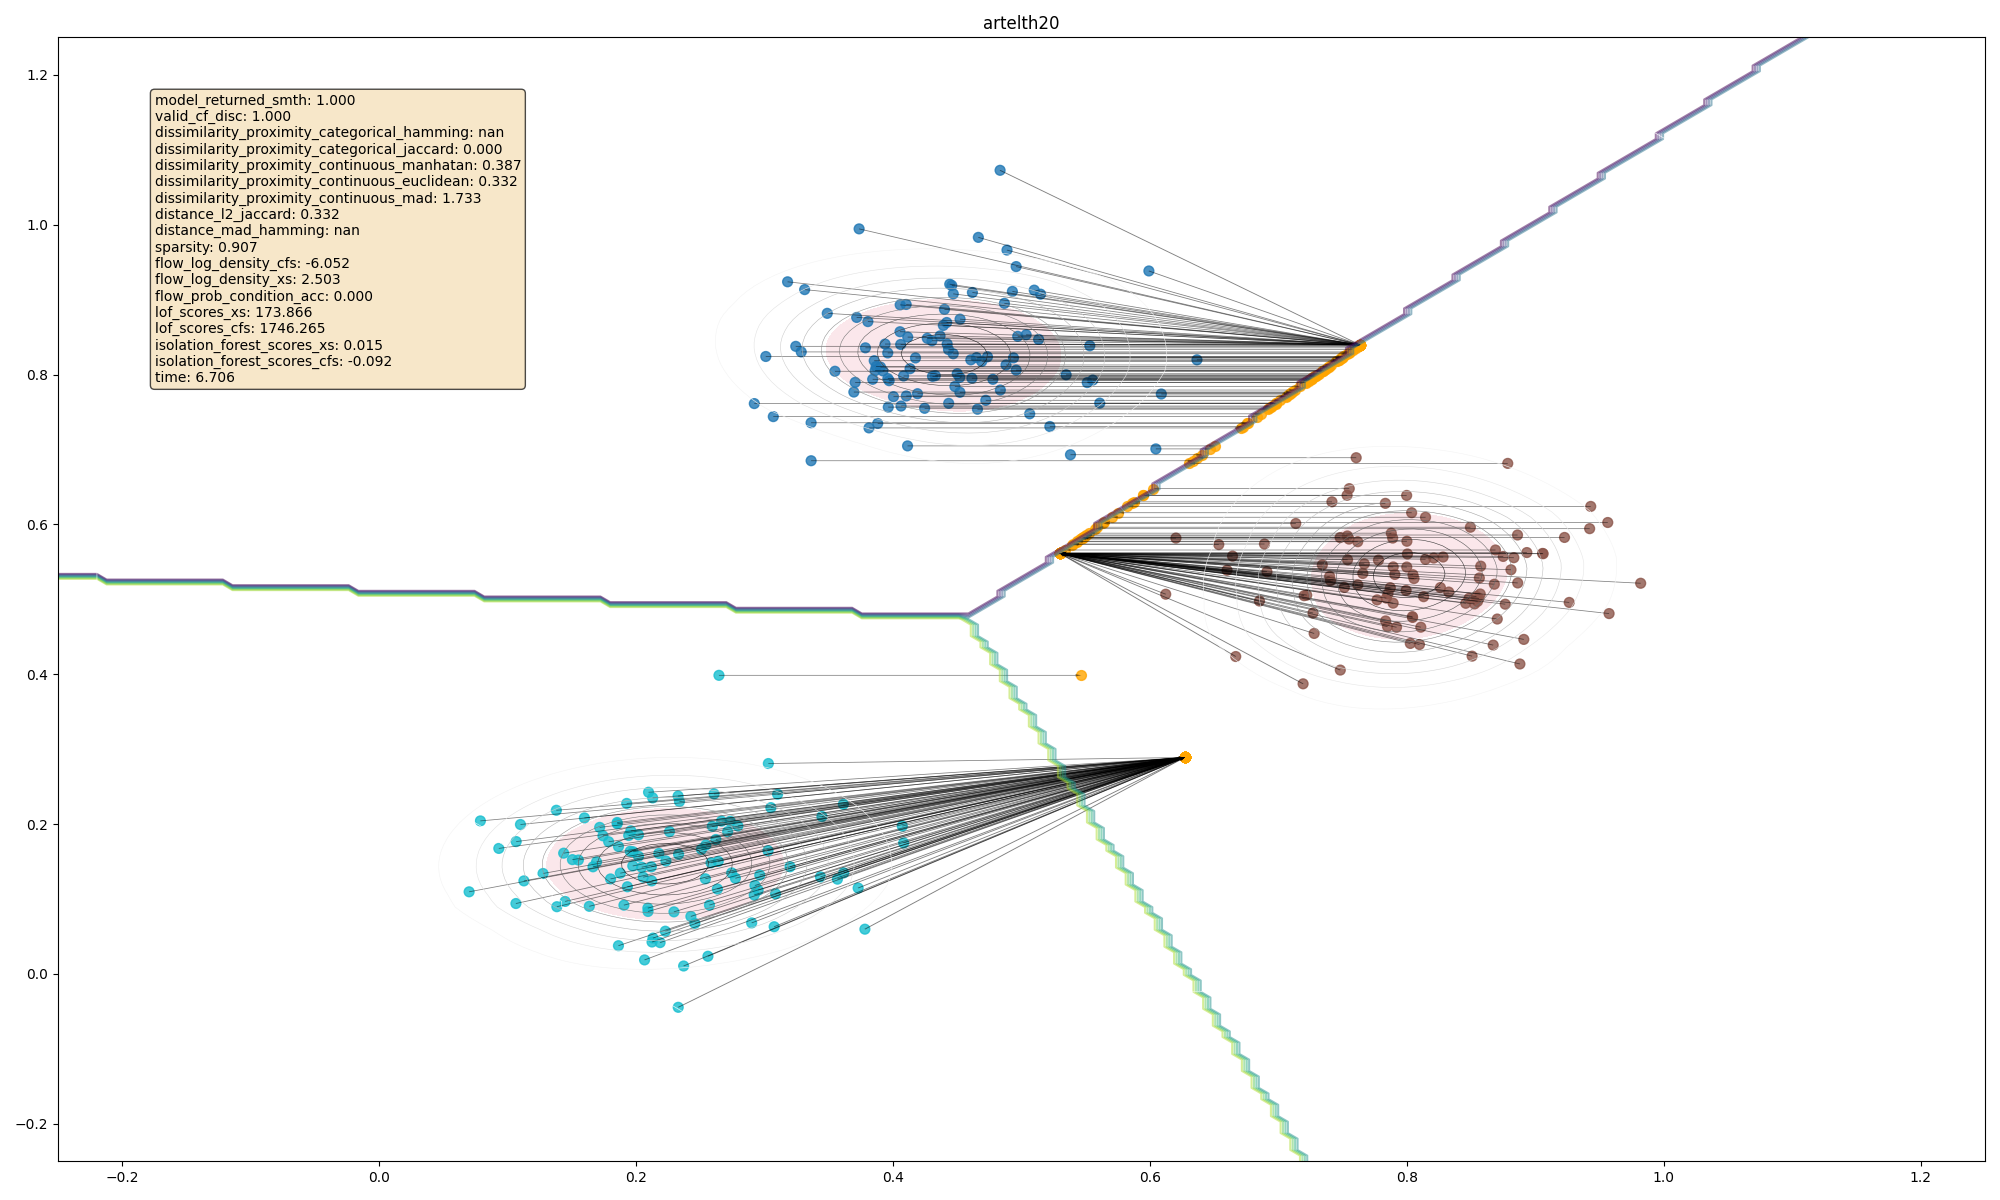 artelth20
1.2
1.0
0.8
0.6
0.4
0.2
0.0
−0.2
model_returned_smth: 1.000
valid_cf_disc: 1.000
dissimilarity_proximity_categorical_hamming: nan
dissimilarity_proximity_categorical_jaccard: 0.000
dissimilarity_proximity_continuous_manhatan: 0.387
dissimilarity_proximity_continuous_euclidean: 0.332
dissimilarity_proximity_continuous_mad: 1.733
distance_l2_jaccard: 0.332
distance_mad_hamming: nan
sparsity: 0.907
flow_log_density_cfs: -6.052
flow_log_density_xs: 2.503
flow_prob_condition_acc: 0.000
lof_scores_xs: 173.866
lof_scores_cfs: 1746.265
isolation_forest_scores_xs: 0.015
isolation_forest_scores_cfs: -0.092
time: 6.706
−0.2 0.0 0.2 0.4 0.6 0.8 1.0 1.2